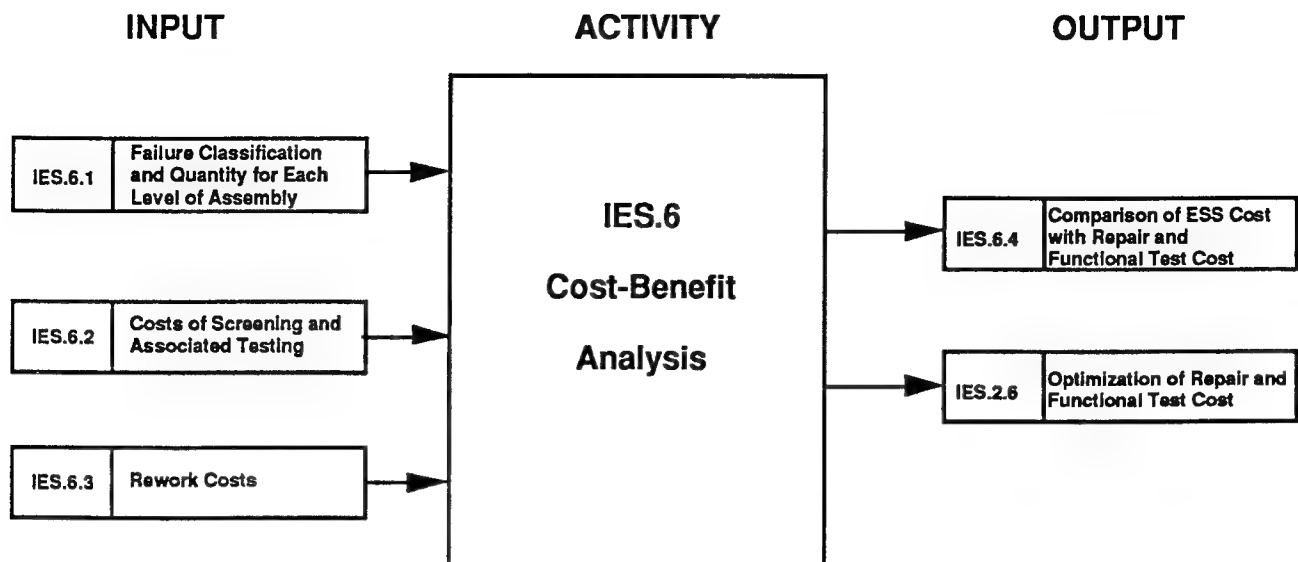 INPUT
ACTIVITY
OUTPUT
IES.6.1
Failure Classification
and Quantity for Each
Level of Assembly
IES.6.2
Costs of Screening and
Associated Testing
IES.6.3
Rework Costs
IES.6
Cost-Benefit
Analysis
IES.6.4
Comparison of ESS Cost
with Repair and
Functional Test Cost
IES.2.6
Optimization of Repair and
Functional Test Cost